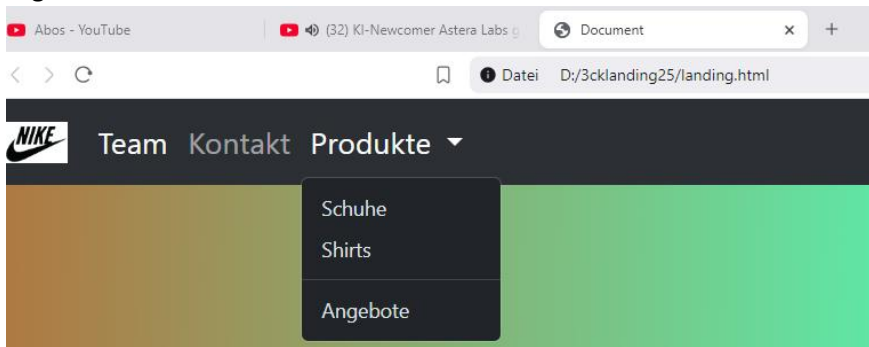 Abos - YouTube
(32) KI-Newcomer Astera Labs g
Document
Datei D:/3cklanding25/landing.html
NIKE Team Kontakt Produkte
Schuhe
Shirts
Angebote